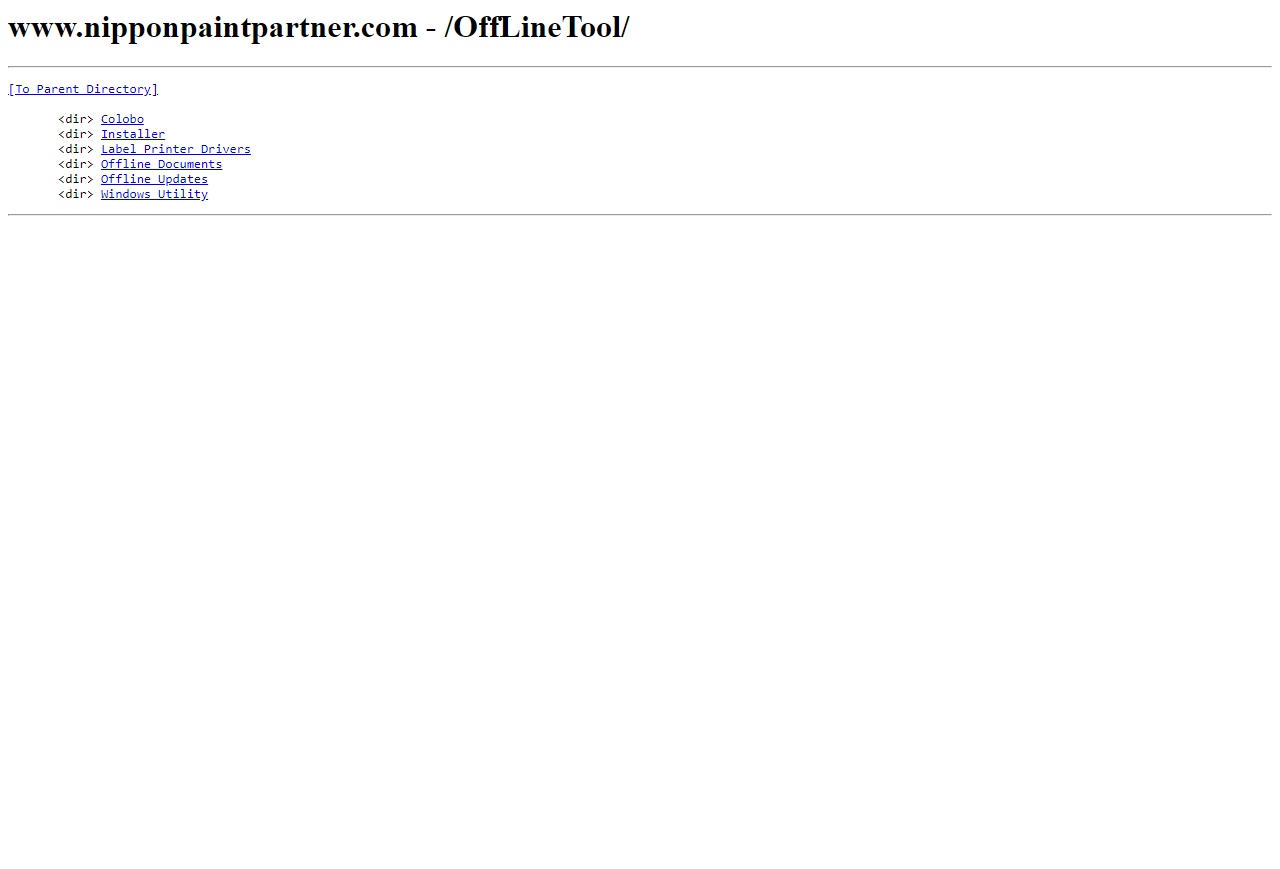 www.nipponpaintpartner.com - /OffLineTool/
[To Parent Directory]
<dir> Colobo
<dir> Installer
<dir> Label Printer Drivers
<dir> Offline Documents
<dir> Offline Updates
<dir> Windows Utility